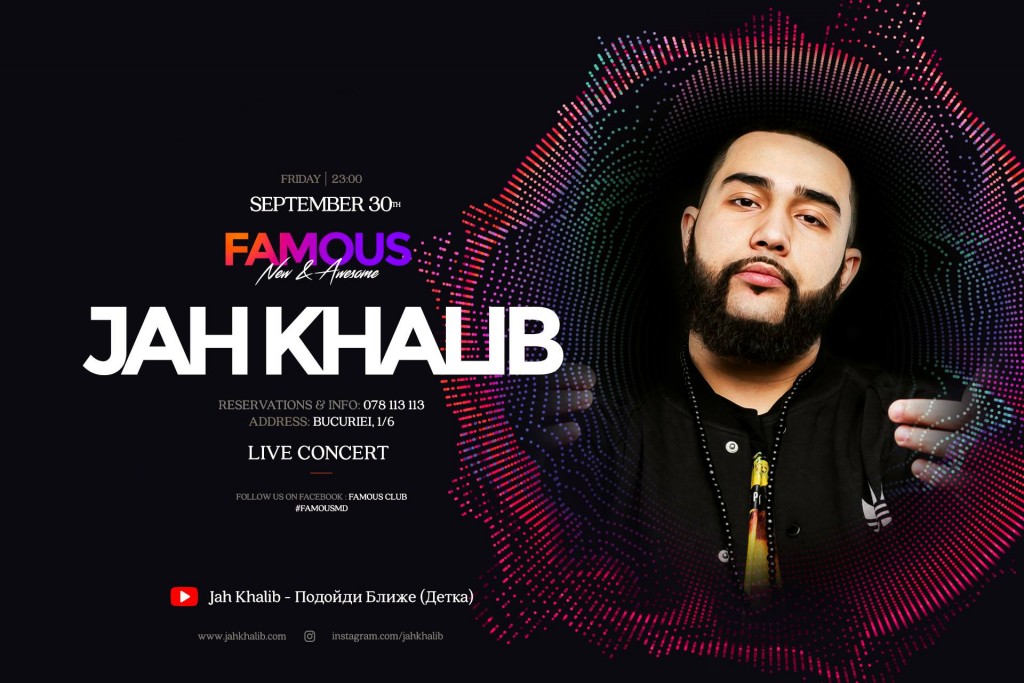 FRIDAY | 23:00
SEPTEMBER 30TH
FAMOUS
New & Awesome
JAH KHALIB
RESERVATIONS & INFO: 078 113 113
ADDRESS: BUCURIEI, 1/6
LIVE CONCERT
FOLLOW US ON FACEBOOK : FAMOUS CLUB
#FAMOUSMD
Jah Khalib - Подойди Ближе (Детка)
www.jahkhalib.com instagram.com/jahkhalib